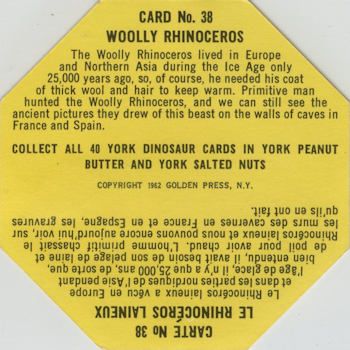 CARD No. 38
WOOLLY RHINOCEROS
The Woolly Rhinoceros lived in Europe
and Northern Asia during the Ice Age only
25,000 years ago, so, of course, he needed his coat
of thick wool and hair to keep warm. Primitive man
hunted the Woolly Rhinoceros, and we can still see the
ancient pictures they drew of this beast on the walls of caves in
France and Spain.
COLLECT ALL 40 YORK DINOSAUR CARDS IN YORK PEANUT
BUTTER AND YORK SALTED NUTS
COPYRIGHT 1962 GOLDEN PRESS, N.Y.
CARTE No 38
LE RHINOCÉROS LAINEUX
Le Rhinocéros laineux a vécu en Europe
et dans les parties nordiques de l'Asie pendant
l'âge de glace, il n'y a que 25,000 ans, de sorte que,
bien entendu, il avait besoin de son pelage de laine et
de poil pour avoir chaud. L'homme primitif chassait le
Rhinocéros laineux et nous pouvons encore aujourd'hui voir, sur
les murs des cavernes en France et en Espagne, les gravures
qu'ils en ont fait.